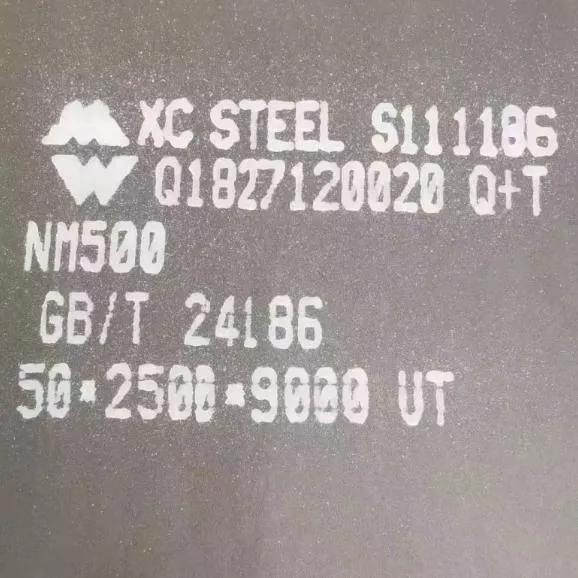 XC STEEL S111186
Q1827120020 Q+T
NM500
GB/T 24186
50*2500*9000 UT